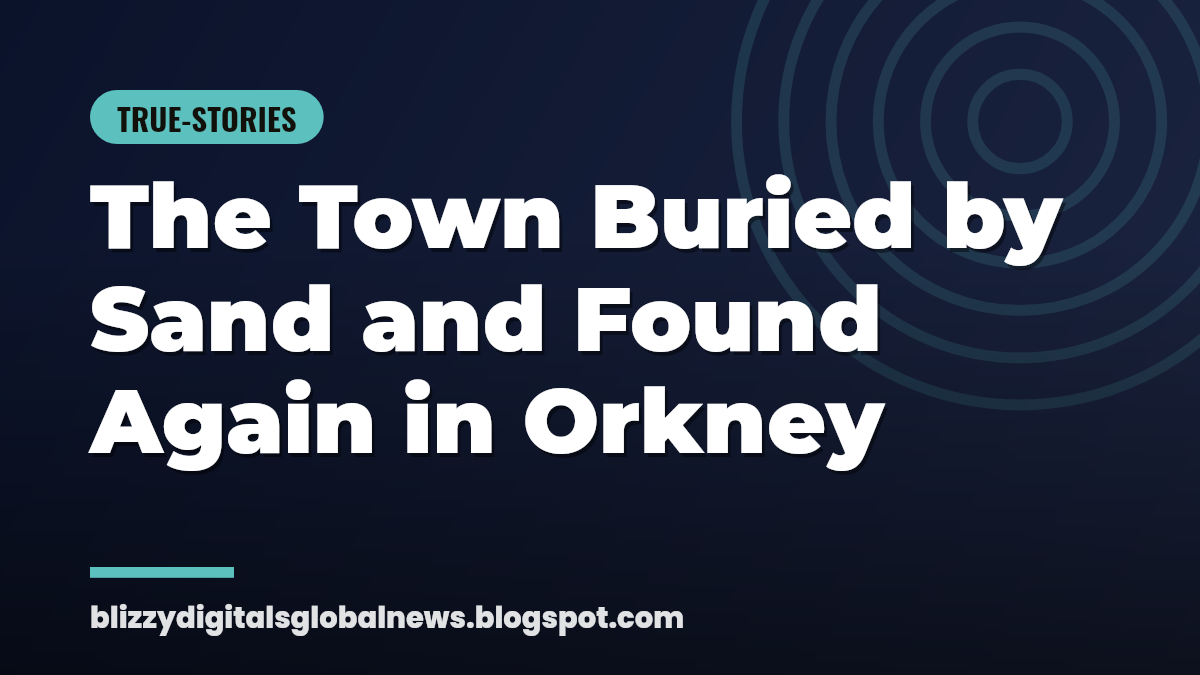 TRUE-STORIES
The Town Buried by
Sand and Found
Again in Orkney
blizzydigitalsglobalnews.blogspot.com